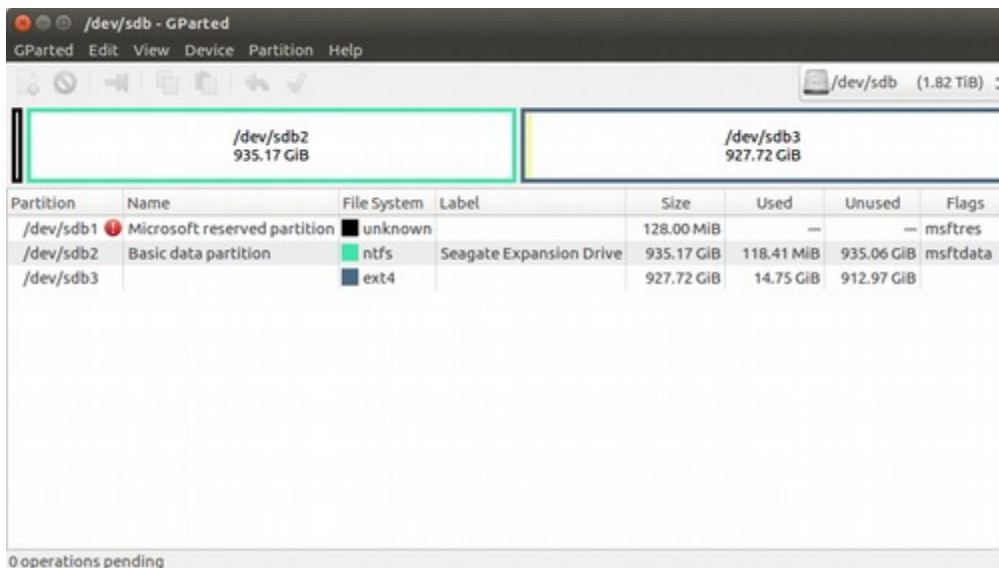 /dev/sdb - GParted
GParted Edit View Device Partition Help
/dev/sdb (1.82 TiB)
/dev/sdb2 /dev/sdb3
935.17 GiB 927.72 GiB
Partition Name File System Label Size Used Unused Flags
/dev/sdb1 Microsoft reserved partition unknown 128.00 MiB --- --- msftres
/dev/sdb2 Basic data partition ntfs Seagate Expansion Drive 935.17 GiB 118.41 MiB 935.06 GiB msftdata
/dev/sdb3 ext4 927.72 GiB 14.75 GiB 912.97 GiB
0 operations pending